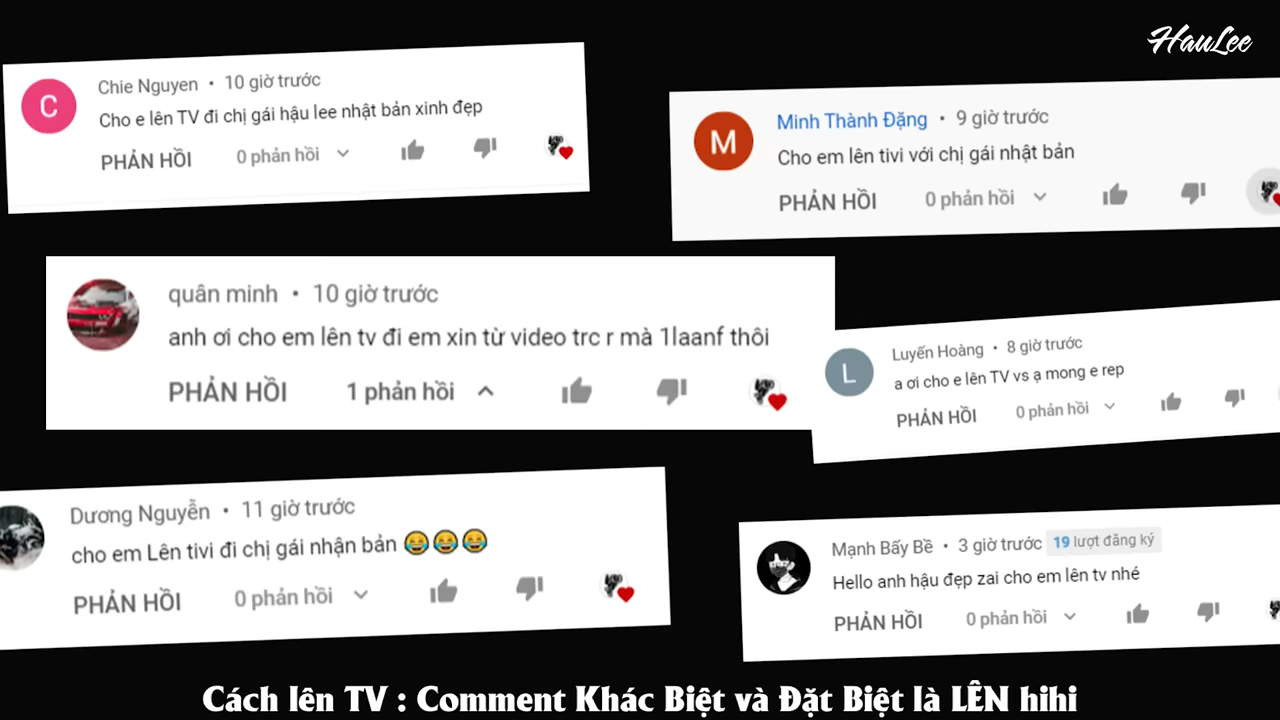 HauLee
C
Chie Nguyen • 10 giờ trước
Cho e lên TV đi chị gái hậu lee nhật bản xinh đẹp
PHẢN HỒI 0 phản hồi
M
Minh Thành Đặng • 9 giờ trước
Cho em lên tivi với chị gái nhật bản
PHẢN HỒI 0 phản hồi
quân minh • 10 giờ trước
anh ơi cho em lên tv đi em xin từ video trc r mà 1laanf thôi
PHẢN HỒI 1 phản hồi
L
Luyến Hoàng • 8 giờ trước
a ơi cho e lên TV vs ạ mong e rep
PHẢN HỒI 0 phản hồi
Dương Nguyễn • 11 giờ trước
cho em Lên tivi đi chị gái nhận bản 😂😂😂
PHẢN HỒI 0 phản hồi
Mạnh Bấy Bề • 3 giờ trước 19 lượt đăng ký
Hello anh hậu đẹp zai cho em lên tv nhé
PHẢN HỒI 0 phản hồi
Cách lên TV : Comment Khác Biệt và Đặt Biệt là LÊN hihi